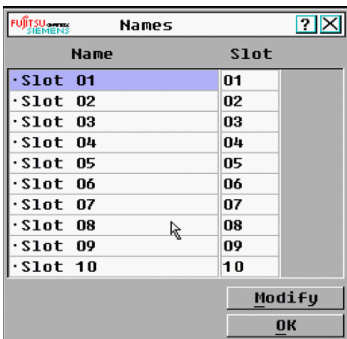 FUJITSU COMPUTERS
SIEMENS
Names
? X
Name Slot
·Slot 01 01
·Slot 02 02
·Slot 03 03
·Slot 04 04
·Slot 05 05
·Slot 06 06
·Slot 07 07
·Slot 08 08
·Slot 09 09
·Slot 10 10
Modify
OK